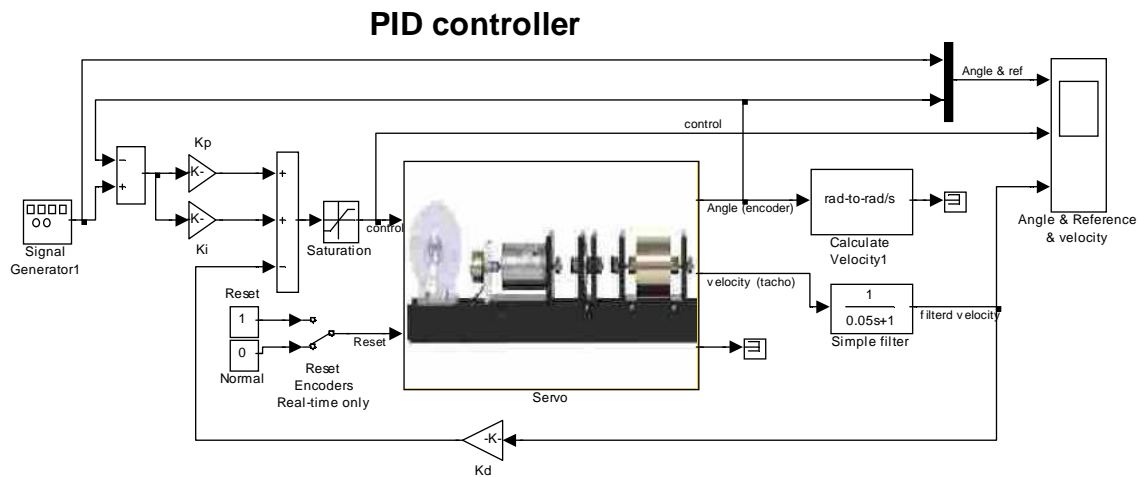 PID controller
Angle & ref
control
Kp
K-
K-
Ki
Signal
Generator1
Saturation
control
Angle (encoder)
rad-to-rad/s
Calculate
Velocity1
Angle & Reference
& velocity
velocity (tacho)
1
0.05s+1
filterd velocity
Simple filter
Reset
1
0
Normal
Reset
Reset
Encoders
Real-time only
Servo
-K-
Kd